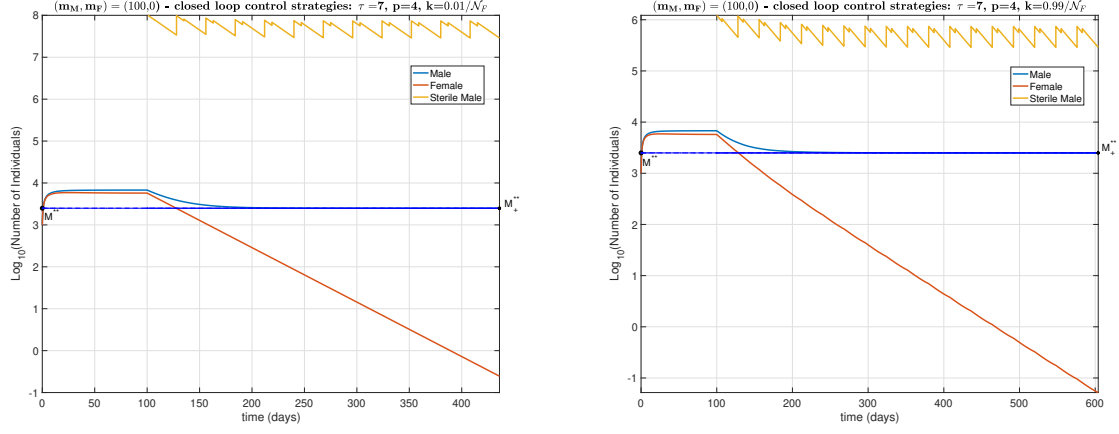 (m_M, m_F) = (100,0) - closed loop control strategies: τ =7, p=4, k=0.01/𝒩_F
8
7
6
5
4
3
2
1
0
-1
Log_10(Number of Individuals)
Male
Female
Sterile Male
M^**
M_+^**
0 50 100 150 200 250 300 350 400
time (days)
(m_M, m_F) = (100,0) - closed loop control strategies: τ =7, p=4, k=0.99/𝒩_F
6
5
4
3
2
1
0
-1
Log_10(Number of Individuals)
Male
Female
Sterile Male
M^**
M_+^**
0 100 200 300 400 500 600
time (days)